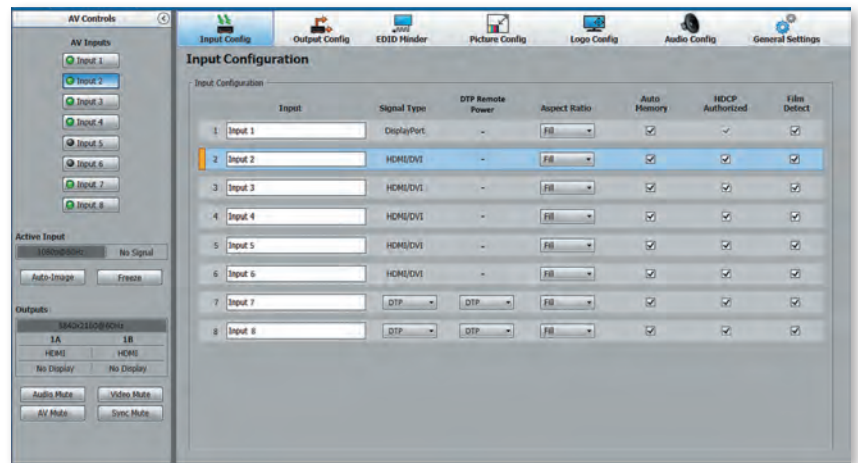 AV Controls
AV Inputs
Input 1
Input 2
Input 3
Input 4
Input 5
Input 6
Input 7
Input 8
Active Input
No Signal
Auto-Image Freeze
Outputs
3840x2160@60Hz
1A 1B
HDMI HDMI
No Display No Display
Audio Mute Video Mute
AV Mute Sync Mute
Input Config Output Config EDID Minder Picture Config Logo Config Audio Config General Settings
Input Configuration
Input Configuration
Input Signal Type DTP Remote Power Aspect Ratio Auto Memory HDCP Authorized Film Detect
1 Input 1 DisplayPort - Fill
2 Input 2 HDMI/DVI - Fill
3 Input 3 HDMI/DVI - Fill
4 Input 4 HDMI/DVI - Fill
5 Input 5 HDMI/DVI - Fill
6 Input 6 HDMI/DVI - Fill
7 Input 7 DTP DTP Fill
8 Input 8 DTP DTP Fill